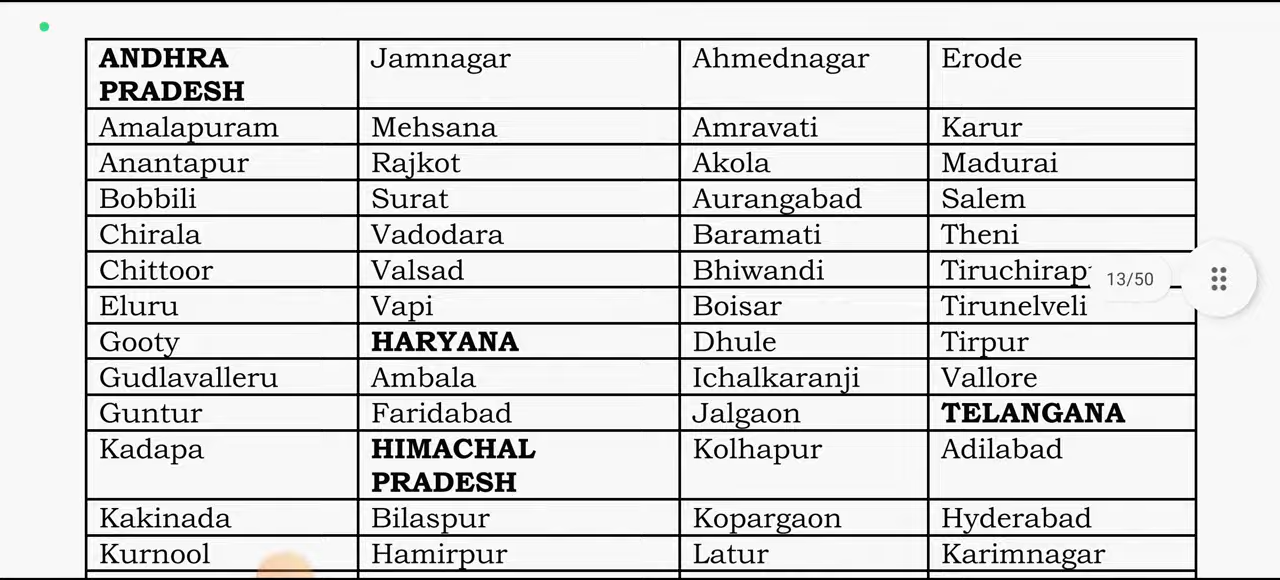 ANDHRA PRADESH Jamnagar Ahmednagar Erode
Amalapuram Mehsana Amravati Karur
Anantapur Rajkot Akola Madurai
Bobbili Surat Aurangabad Salem
Chirala Vadodara Baramati Theni
Chittoor Valsad Bhiwandi Tiruchirap 13/50
Eluru Vapi Boisar Tirunelveli
Gooty HARYANA Dhule Tirpur
Gudlavalleru Ambala Ichalkaranji Vallore
Guntur Faridabad Jalgaon TELANGANA
Kadapa HIMACHAL PRADESH Kolhapur Adilabad
Kakinada Bilaspur Kopargaon Hyderabad
Kurnool Hamirpur Latur Karimnagar